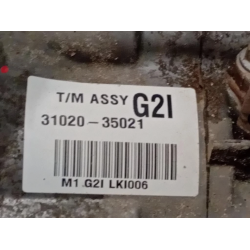 T/M ASSY G2I
31020-35021
M1 G2I LKI006